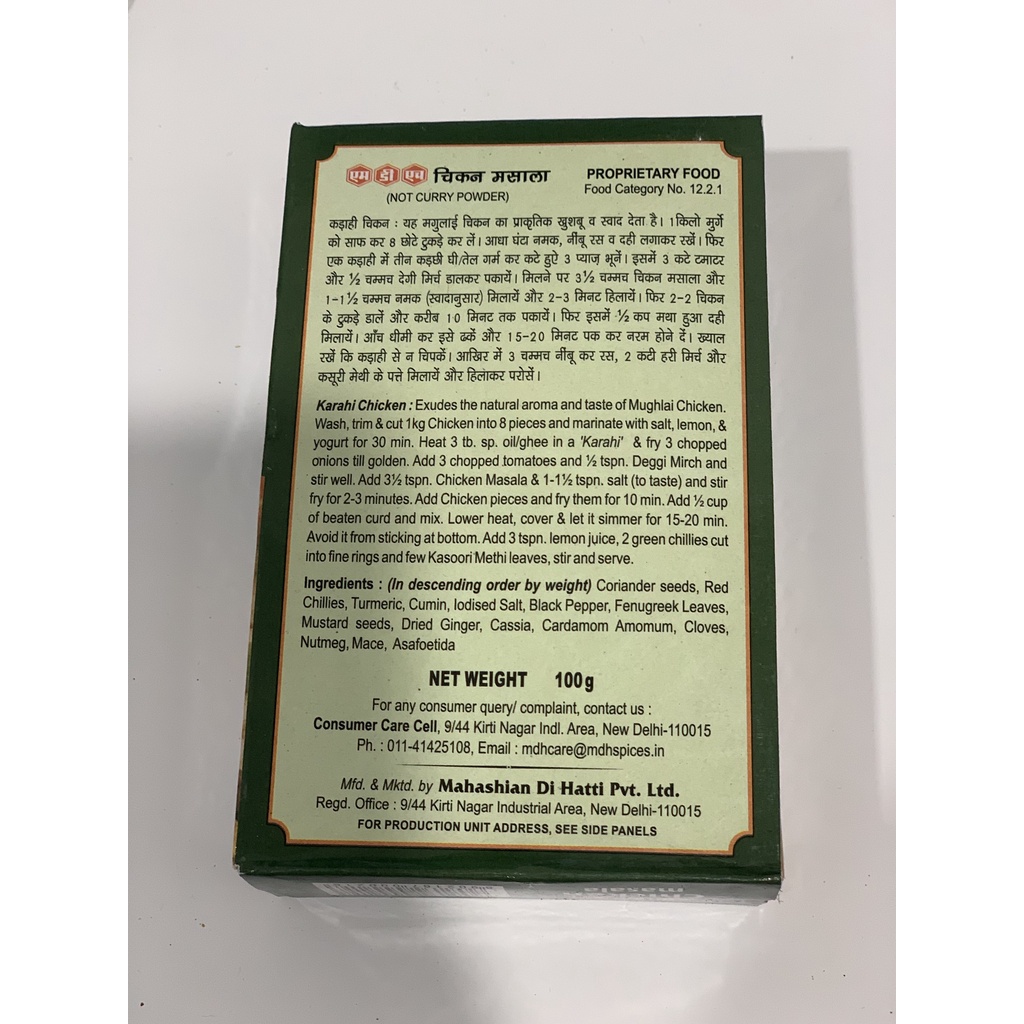 एम डी एच चिकन मसाला
(NOT CURRY POWDER)
PROPRIETARY FOOD
Food Category No. 12.2.1
कड़ाही चिकन : यह मगुलाई चिकन का प्राकृतिक खुशबू व स्वाद देता है। 1किलो मुर्गे
को साफ कर 8 छोटे टुकड़े कर लें। आधा घंटा नमक, नींबू रस व दही लगाकर रखें। फिर
एक कड़ाही में तीन कड़छी घी/तेल गर्म कर कटे हुऐ 3 प्याज़ भूनें। इसमें 3 कटे टमाटर
और ½ चम्मच देगी मिर्च डालकर पकायें। मिलने पर 3½ चम्मच चिकन मसाला और
1-1½ चम्मच नमक (स्वादानुसार) मिलायें और 2-3 मिनट हिलायें। फिर 2-2 चिकन
के टुकड़े डालें और करीब 10 मिनट तक पकायें। फिर इसमें ½ कप मथा हुआ दही
मिलायें। आँच धीमी कर इसे ढकें और 15-20 मिनट पक कर नरम होने दें। ख्याल
रखें कि कड़ाही से न चिपकें। आखिर में 3 चम्मच नींबू कर रस, 2 कटी हरी मिर्च और
कसूरी मेथी के पत्ते मिलायें और हिलाकर परोसें।
Karahi Chicken : Exudes the natural aroma and taste of Mughlai Chicken.
Wash, trim & cut 1kg Chicken into 8 pieces and marinate with salt, lemon, &
yogurt for 30 min. Heat 3 tb. sp. oil/ghee in a 'Karahi' & fry 3 chopped
onions till golden. Add 3 chopped tomatoes and ½ tspn. Deggi Mirch and
stir well. Add 3½ tspn. Chicken Masala & 1-1½ tspn. salt (to taste) and stir
fry for 2-3 minutes. Add Chicken pieces and fry them for 10 min. Add ½ cup
of beaten curd and mix. Lower heat, cover & let it simmer for 15-20 min.
Avoid it from sticking at bottom. Add 3 tspn. lemon juice, 2 green chillies cut
into fine rings and few Kasoori Methi leaves, stir and serve.
Ingredients : (In descending order by weight) Coriander seeds, Red
Chillies, Turmeric, Cumin, Iodised Salt, Black Pepper, Fenugreek Leaves,
Mustard seeds, Dried Ginger, Cassia, Cardamom Amomum, Cloves,
Nutmeg, Mace, Asafoetida
NET WEIGHT 100g
For any consumer query/ complaint, contact us :
Consumer Care Cell, 9/44 Kirti Nagar Indl. Area, New Delhi-110015
Ph. : 011-41425108, Email : mdhcare@mdhspices.in
Mfd. & Mktd. by Mahashian Di Hatti Pvt. Ltd.
Regd. Office : 9/44 Kirti Nagar Industrial Area, New Delhi-110015
FOR PRODUCTION UNIT ADDRESS, SEE SIDE PANELS
masala